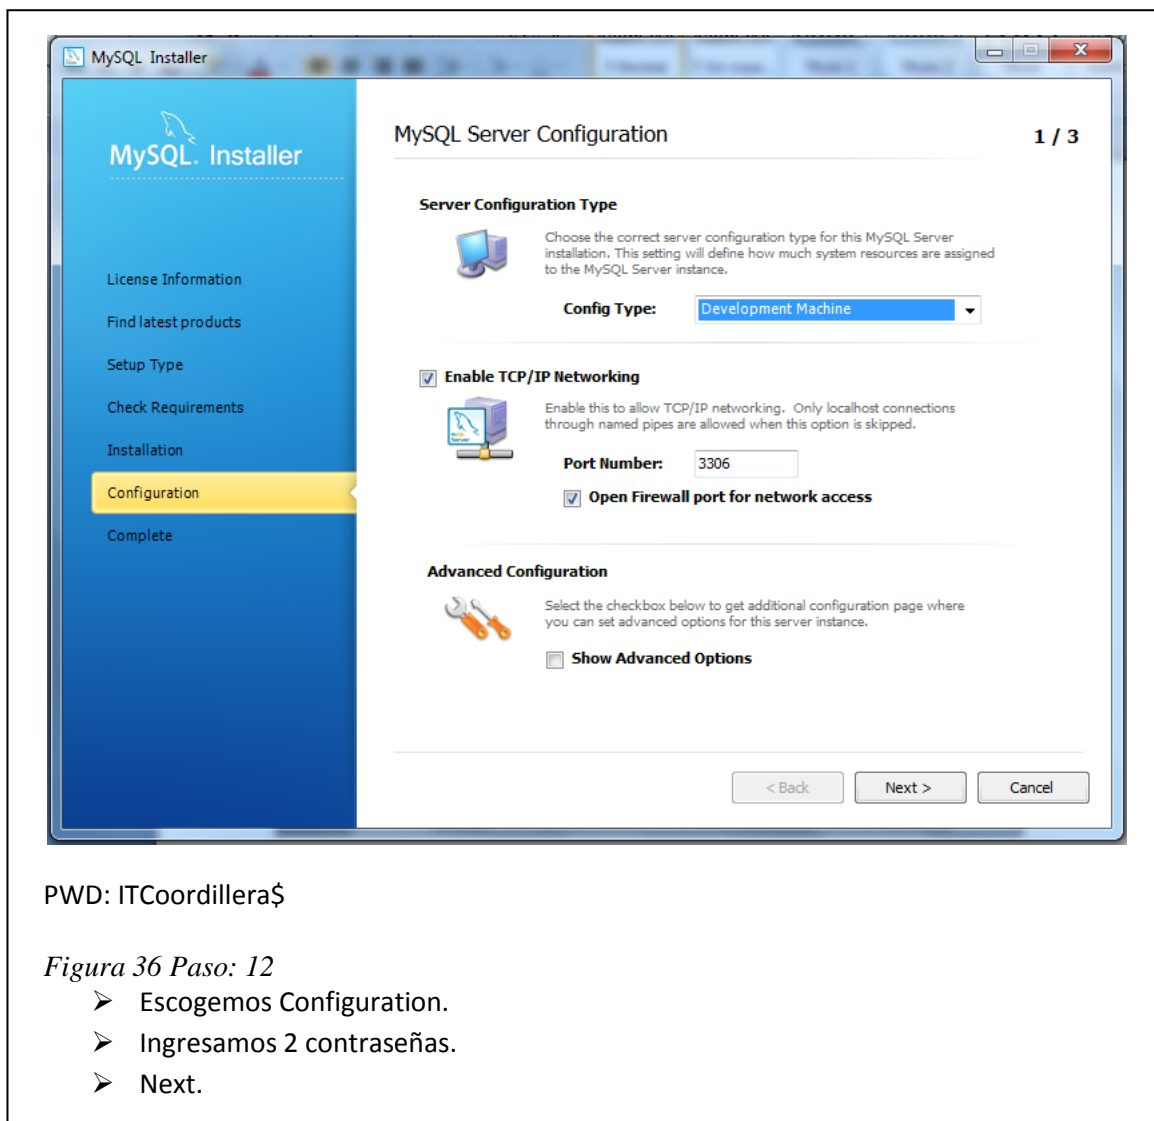 MySQL Installer
MySQL. Installer
License Information
Find latest products
Setup Type
Check Requirements
Installation
Configuration
Complete
MySQL Server Configuration
1 / 3
Server Configuration Type
Choose the correct server configuration type for this MySQL Server
installation. This setting will define how much system resources are assigned
to the MySQL Server instance.
Config Type: Development Machine
Enable TCP/IP Networking
Enable this to allow TCP/IP networking. Only localhost connections
through named pipes are allowed when this option is skipped.
Port Number: 3306
Open Firewall port for network access
Advanced Configuration
Select the checkbox below to get additional configuration page where
you can set advanced options for this server instance.
Show Advanced Options
< Back Next > Cancel
PWD: ITCoordillera$
Figura 36 Paso: 12
➤ Escogemos Configuration.
➤ Ingresamos 2 contraseñas.
➤ Next.